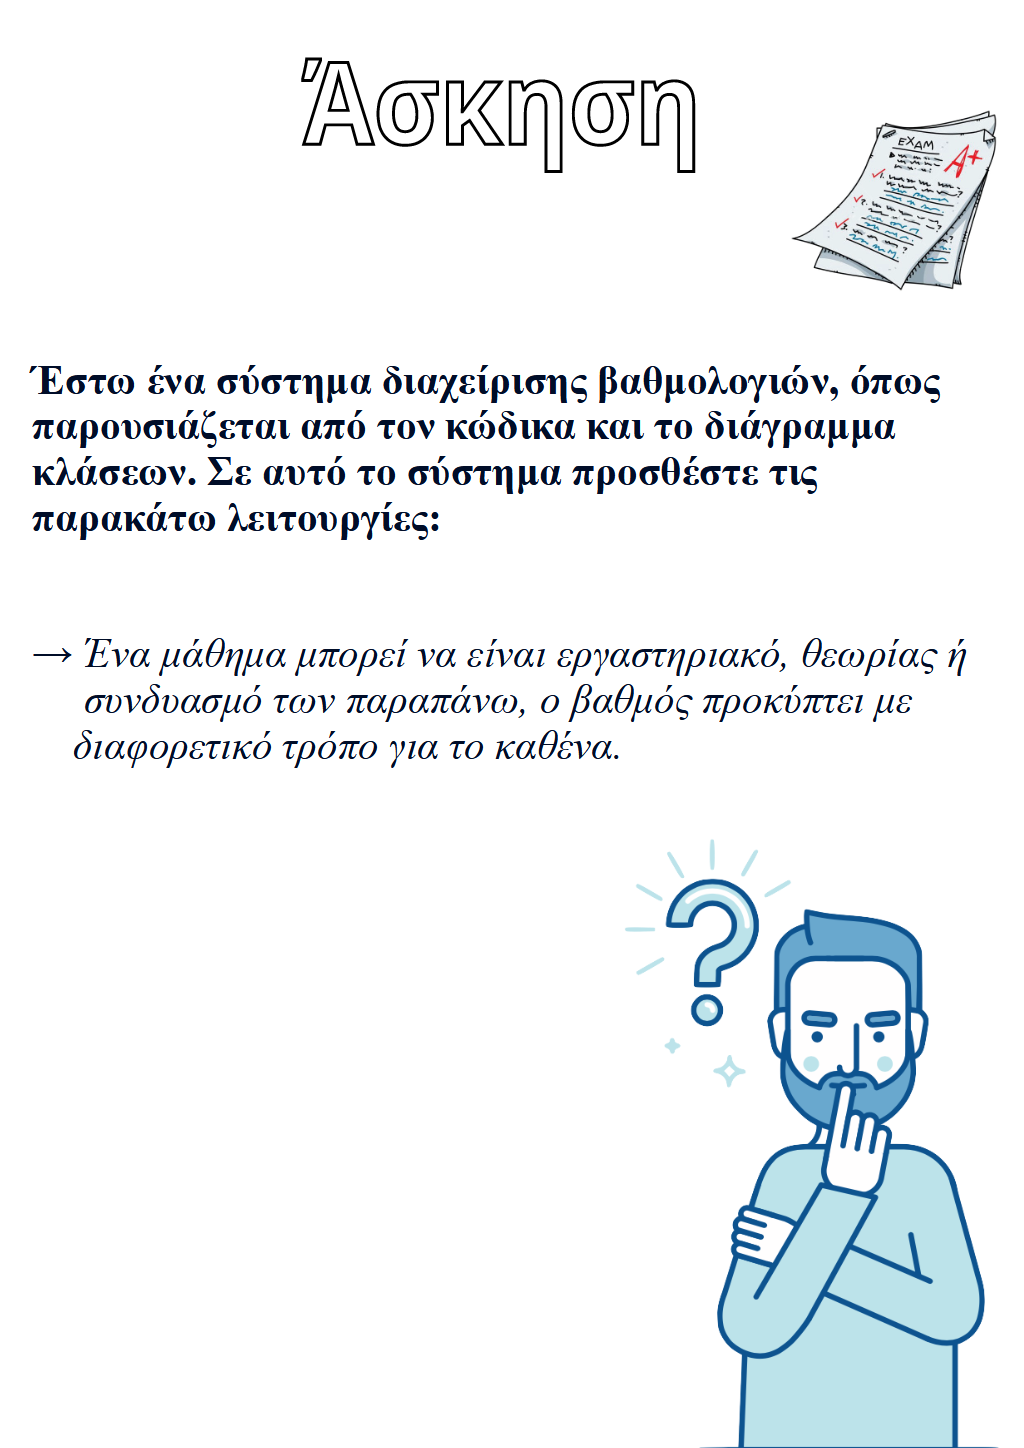 Άσκηση
EXAM
A+
Έστω ένα σύστημα διαχείρισης βαθμολογιών, όπως
παρουσιάζεται από τον κώδικα και το διάγραμμα
κλάσεων. Σε αυτό το σύστημα προσθέστε τις
παρακάτω λειτουργίες:
→ Ένα μάθημα μπορεί να είναι εργαστηριακό, θεωρίας ή
συνδυασμό των παραπάνω, ο βαθμός προκύπτει με
διαφορετικό τρόπο για το καθένα.